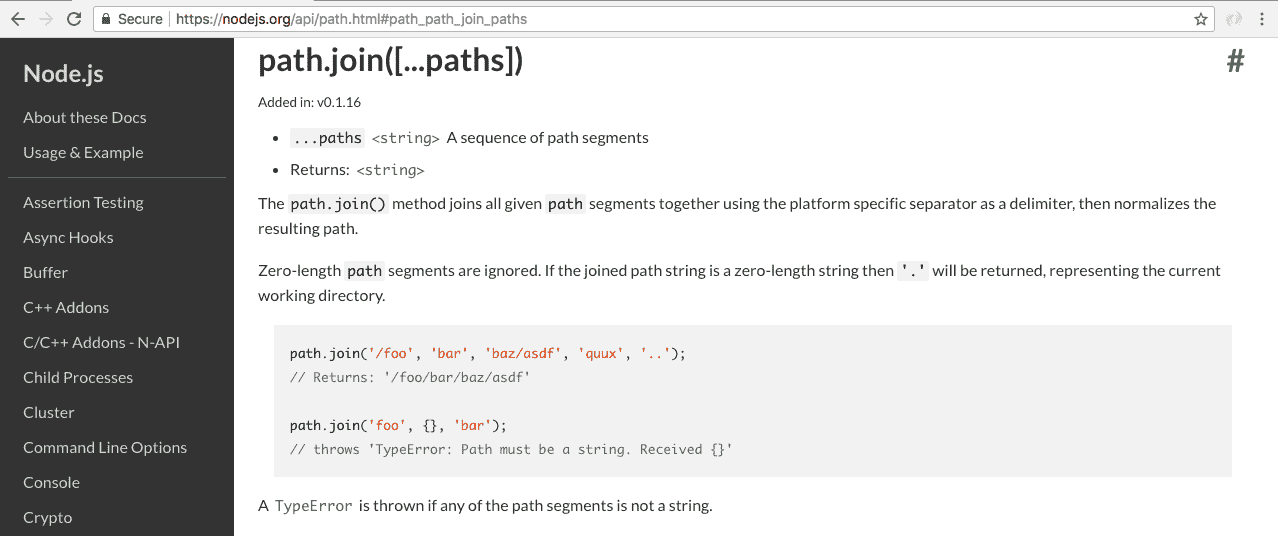 Secure https://nodejs.org/api/path.html#path_path_join_paths
Node.js
About these Docs
Usage & Example
Assertion Testing
Async Hooks
Buffer
C++ Addons
C/C++ Addons - N-API
Child Processes
Cluster
Command Line Options
Console
Crypto
path.join([...paths])
#
Added in: v0.1.16
• ...paths <string> A sequence of path segments
• Returns: <string>
The path.join() method joins all given path segments together using the platform specific separator as a delimiter, then normalizes the
resulting path.
Zero-length path segments are ignored. If the joined path string is a zero-length string then '.' will be returned, representing the current
working directory.
path.join('/foo', 'bar', 'baz/asdf', 'quux', '..');
// Returns: '/foo/bar/baz/asdf'
path.join('foo', {}, 'bar');
// throws 'TypeError: Path must be a string. Received {}'
A TypeError is thrown if any of the path segments is not a string.